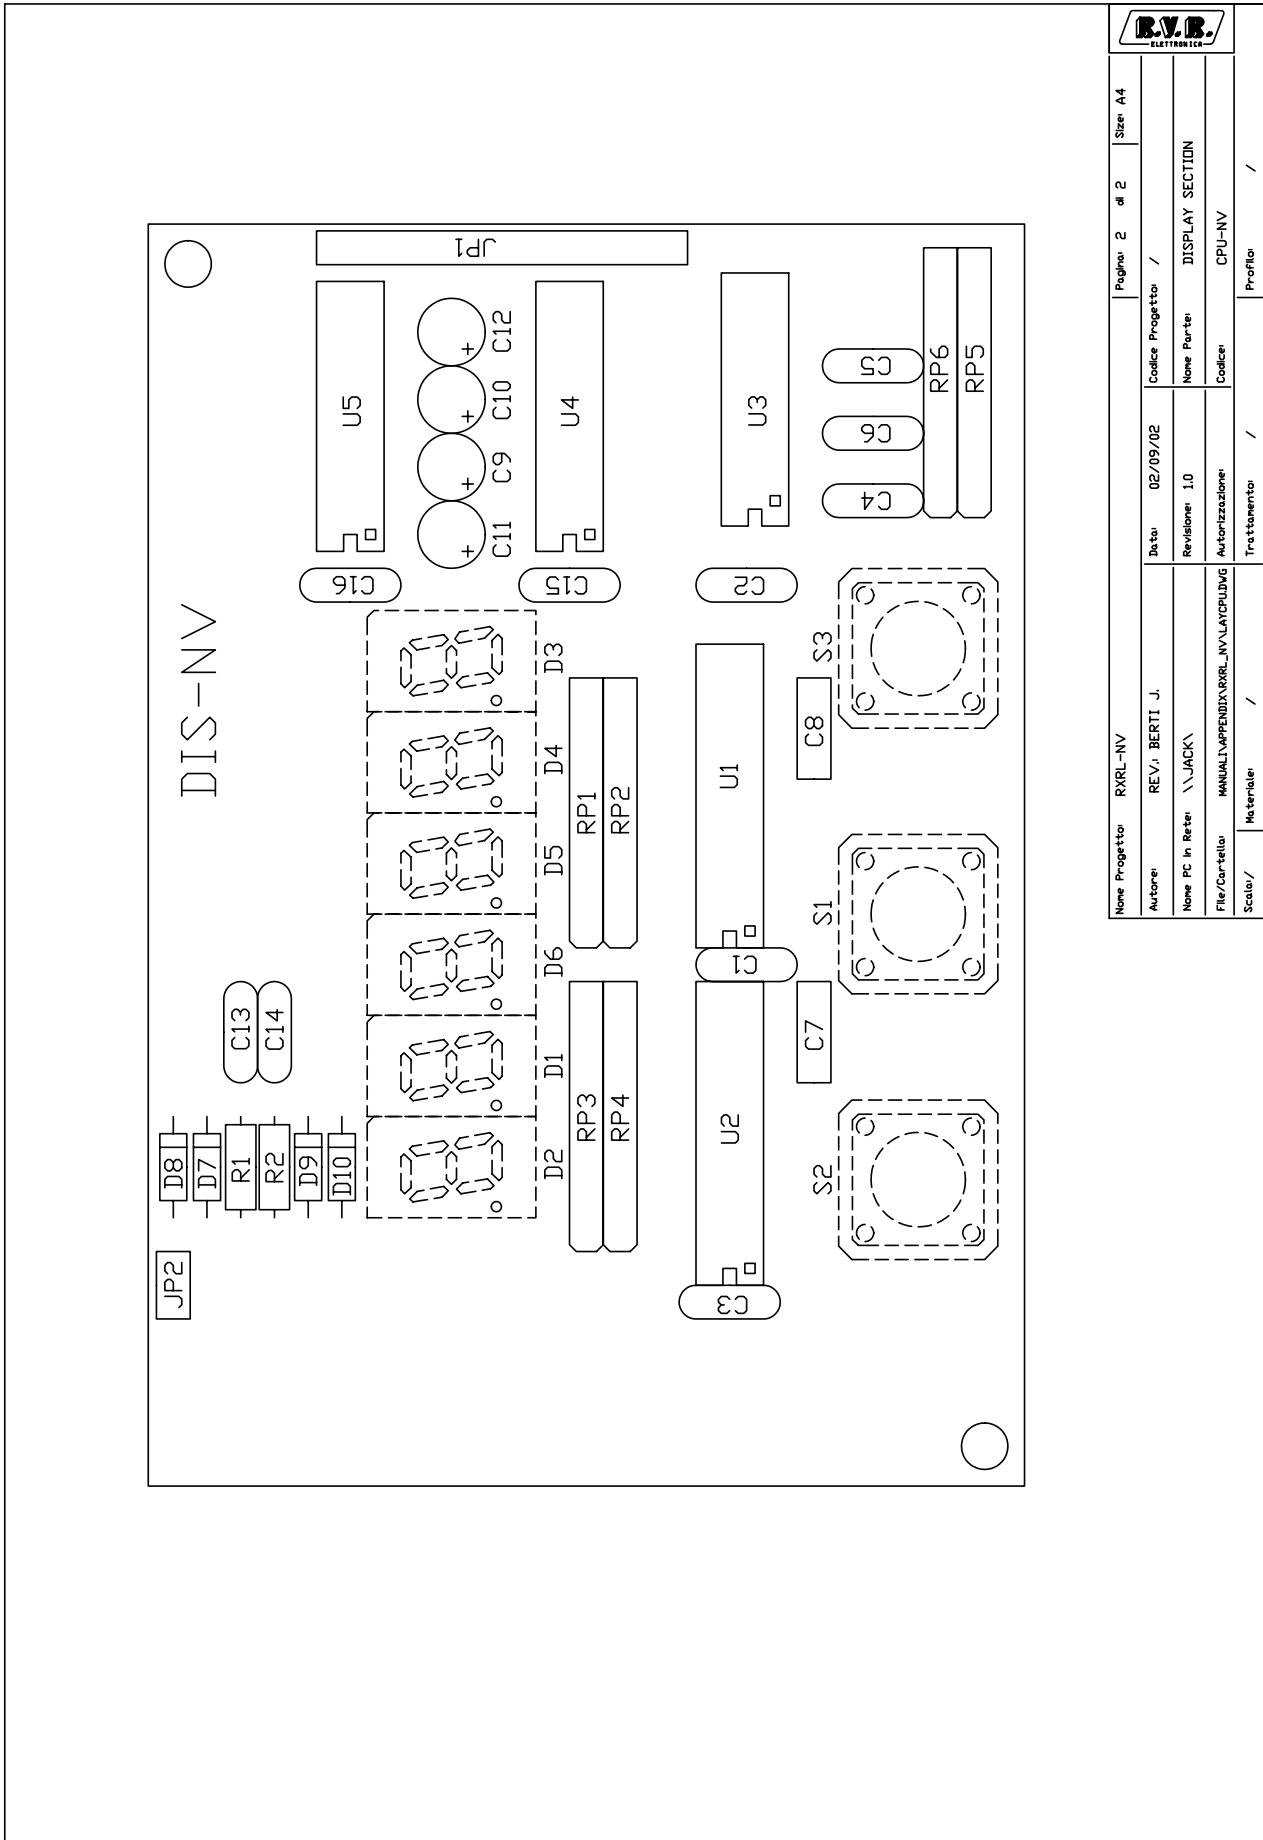 DIS-NV
JP2
D8
D7
R1
R2
D9
D10
C13
C14
D2
D1
D6
D5
D4
D3
C16
U5
JP1
C11
C9
C10
C12
C15
U4
RP3
RP4
RP1
RP2
C3
U2
C1
U1
C2
U3
C7
C8
S2
S1
S3
C4
C6
C5
RP6
RP5
R.V.R.
ELETTRONICA
Nome Progetto: RXRL-NV Pagina: 2 di 2 Size: A4
Autore: REV.: BERTI J. Data: 02/09/02 Codice Progetto: /
Nome PC in Rete: \\JACK\ Revisione: 1.0 Nome Parte: DISPLAY SECTION
File/Cartella: MANUALI\APPENDIX\RXRL_NV\LAYCPU.DWG Autorizzazione: Codice: CPU-NV
Scala:/ Materiale: / Trattamento: / Profilo: /